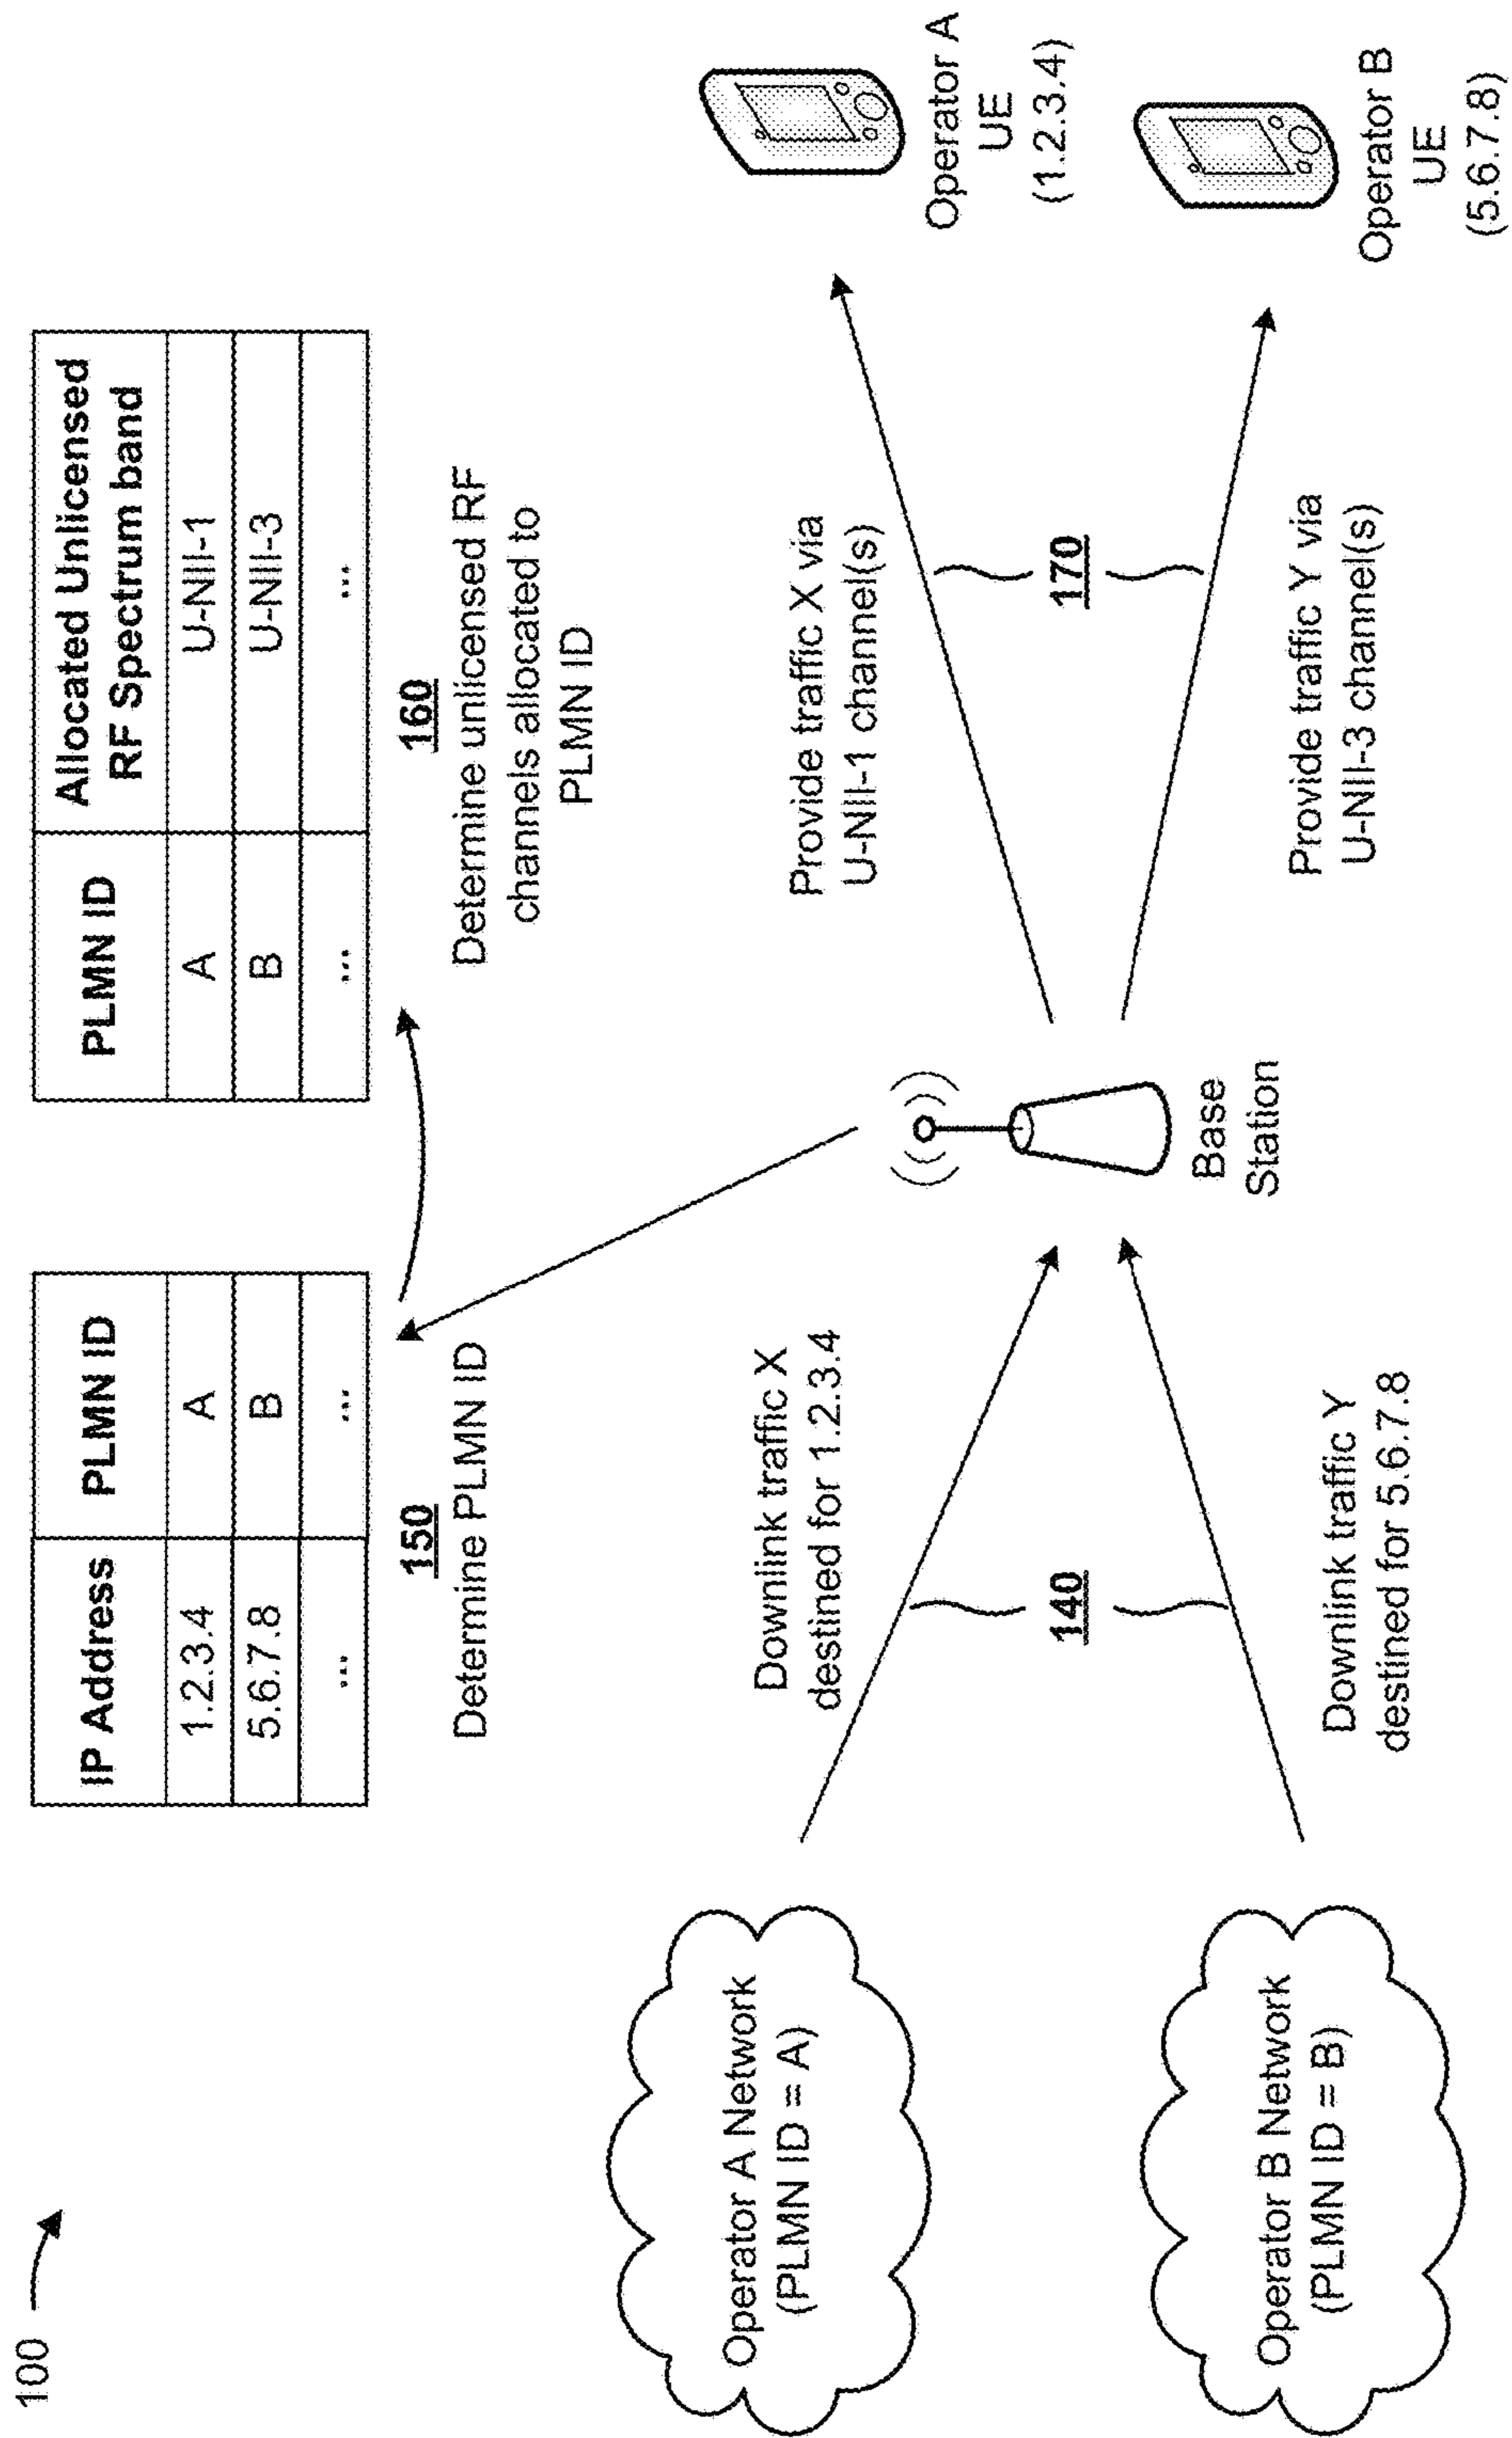 100
IP Address PLMN ID
1.2.3.4 A
5.6.7.8 B
... ...
150
Determine PLMN ID
PLMN ID Allocated Unlicensed
RF Spectrum band
A U-NII-1
B U-NII-3
... ...
160
Determine unlicensed RF
channels allocated to
PLMN ID
Operator A Network
(PLMN ID = A)
Operator B Network
(PLMN ID = B)
Downlink traffic X
destined for 1.2.3.4
140
Downlink traffic Y
destined for 5.6.7.8
Base
Station
Provide traffic X via
U-NII-1 channel(s)
170
Provide traffic Y via
U-NII-3 channel(s)
Operator A
UE
(1.2.3.4)
Operator B
UE
(5.6.7.8)